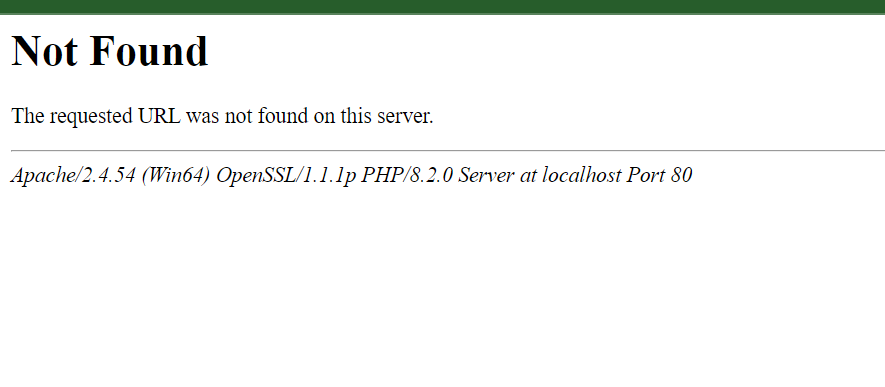 Not Found
The requested URL was not found on this server.
Apache/2.4.54 (Win64) OpenSSL/1.1.1p PHP/8.2.0 Server at localhost Port 80